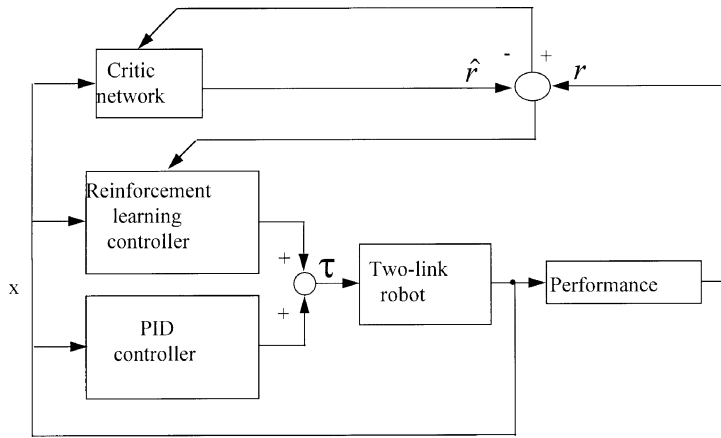 Critic
network
r̂
-
+
r
Reinforcement
learning
controller
+
τ
Two-link
robot
Performance
x
+
PID
controller